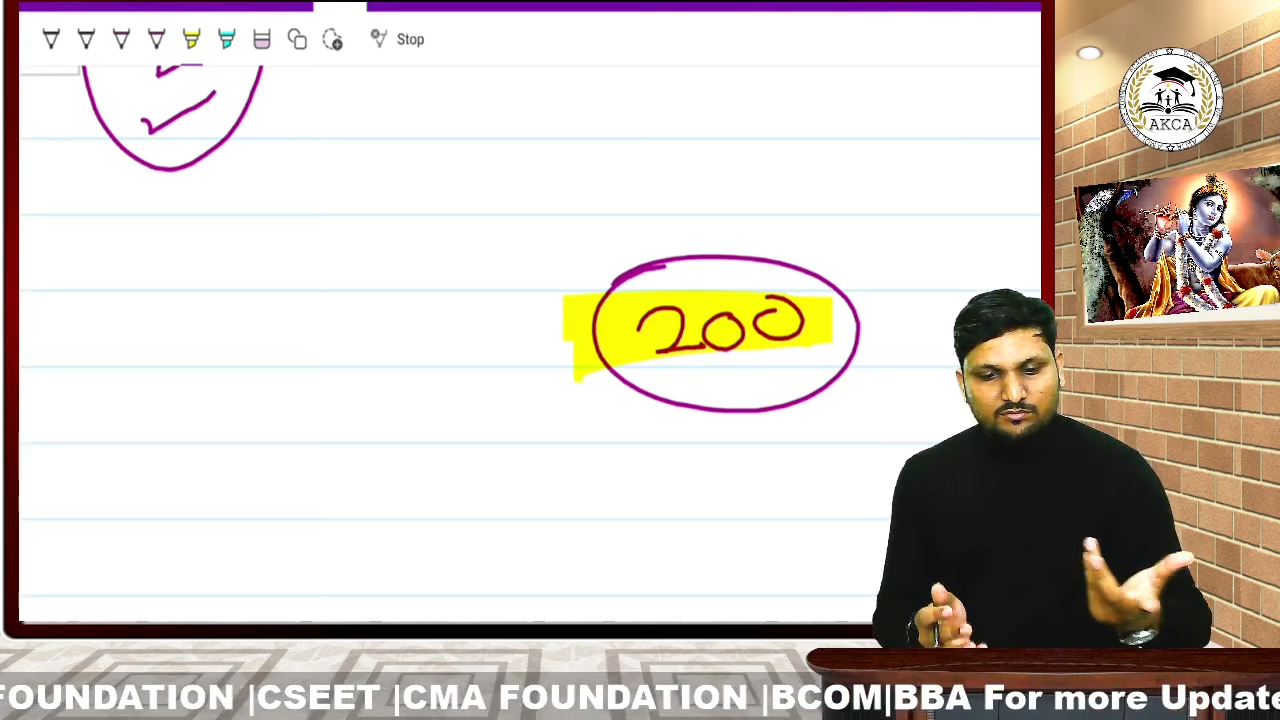 Stop
200
AKCA
FOUNDATION |CSEET |CMA FOUNDATION |BCOM|BBA For more Update